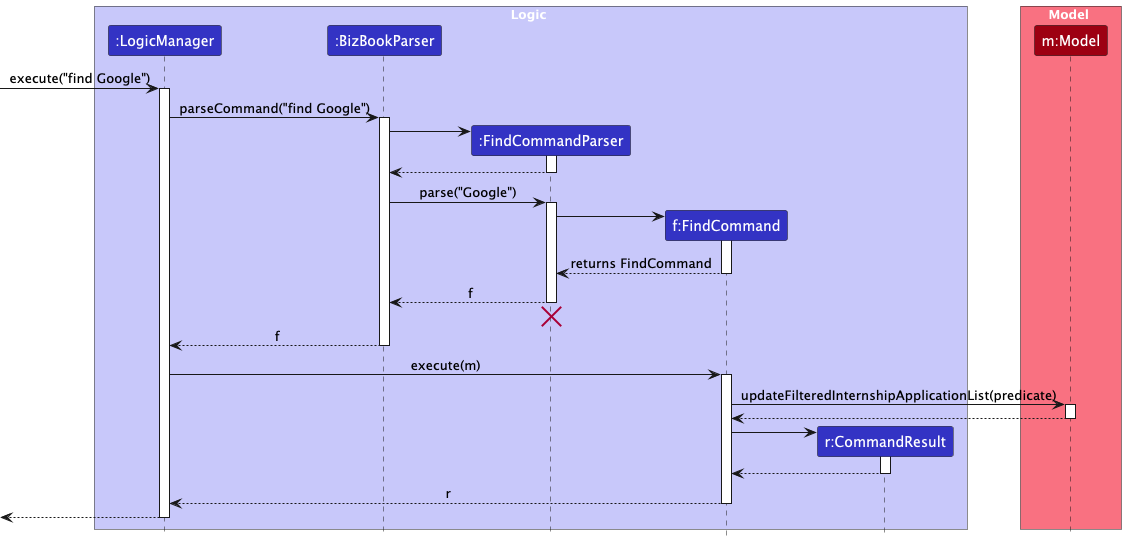 Logic
Model
:LogicManager
:BizBookParser
m:Model
execute("find Google")
parseCommand("find Google")
:FindCommandParser
parse("Google")
f:FindCommand
returns FindCommand
f
f
execute(m)
updateFilteredInternshipApplicationList(predicate)
r:CommandResult
r